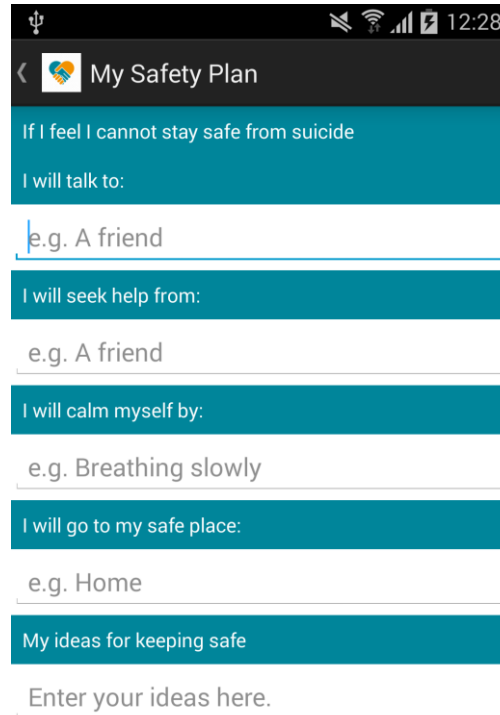 12:28
My Safety Plan
If I feel I cannot stay safe from suicide
I will talk to:
e.g. A friend
I will seek help from:
e.g. A friend
I will calm myself by:
e.g. Breathing slowly
I will go to my safe place:
e.g. Home
My ideas for keeping safe
Enter your ideas here.